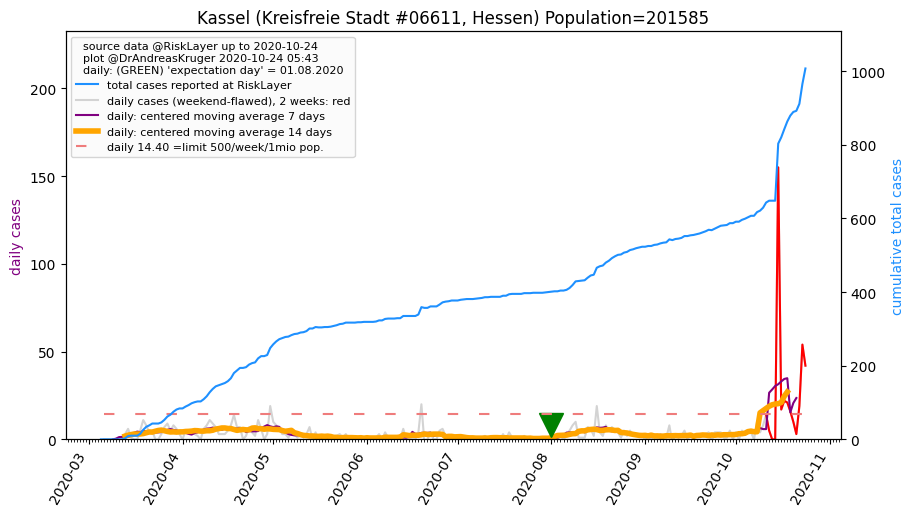 Kassel (Kreisfreie Stadt #06611, Hessen) Population=201585
source data @RiskLayer up to 2020-10-24
plot @DrAndreasKruger 2020-10-24 05:43
daily: (GREEN) 'expectation day' = 01.08.2020
total cases reported at RiskLayer
daily cases (weekend-flawed), 2 weeks: red
daily: centered moving average 7 days
daily: centered moving average 14 days
daily 14.40 =limit 500/week/1mio pop.
daily cases
200
150
100
50
0
cumulative total cases
1000
800
600
400
200
0
2020-03
2020-04
2020-05
2020-06
2020-07
2020-08
2020-09
2020-10
2020-11